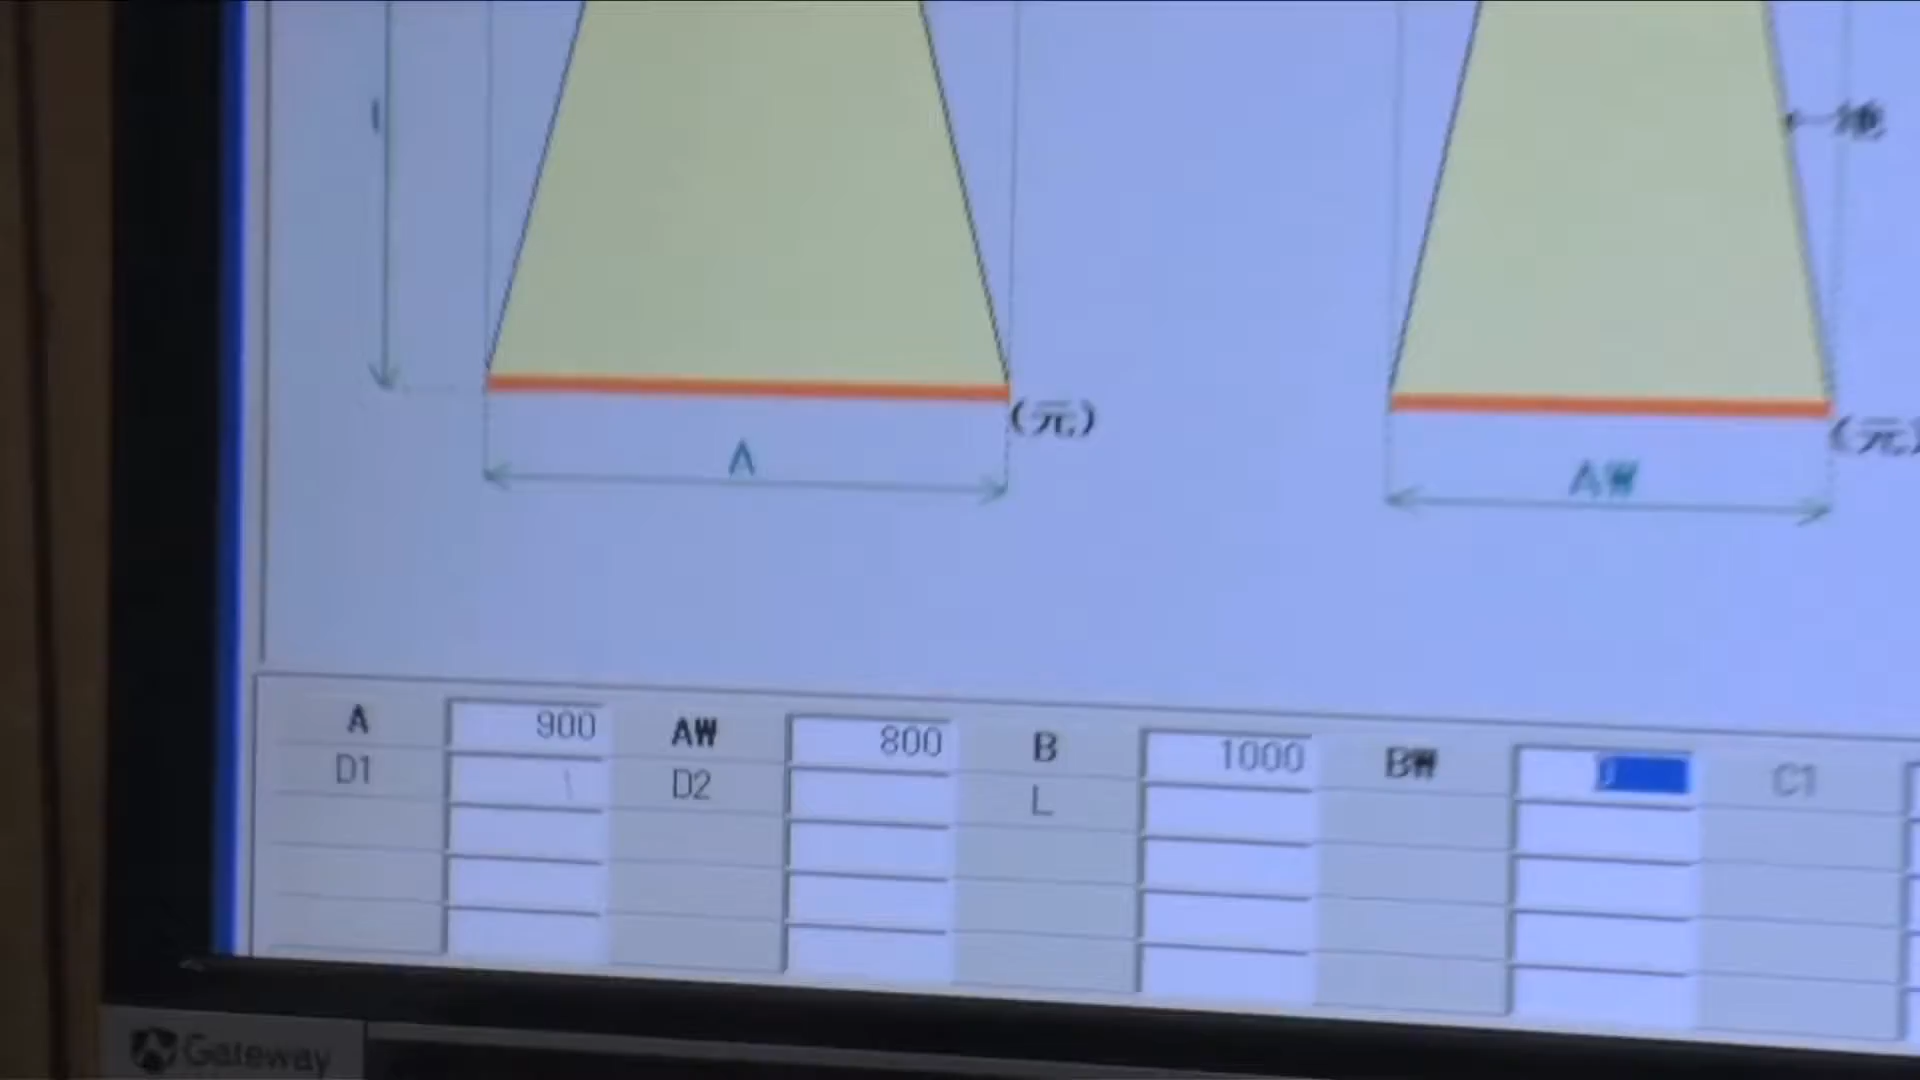 (元)
(元)
A
AW
A 900 AW 800 B 1000 BW C1
D1 D2 L
Gateway